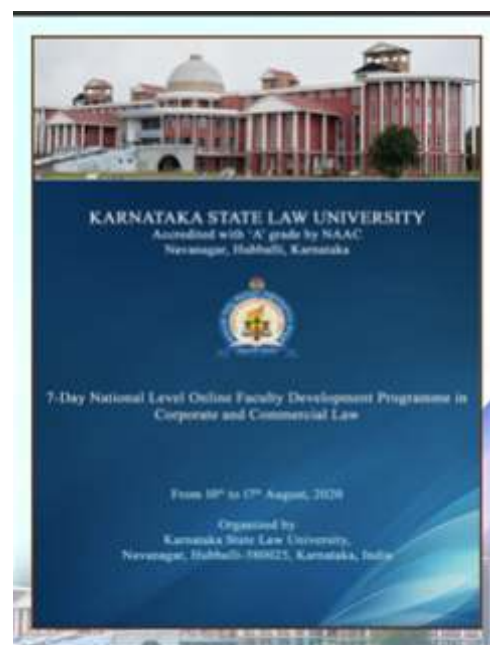 KARNATAKA STATE LAW UNIVERSITY
Accredited with 'A' grade by NAAC
Navanagar, Hubballi, Karnataka
7-Day National Level Online Faculty Development Programme in
Corporate and Commercial Law
From 10th to 17th August, 2020
Organised by
Karnataka State Law University,
Navanagar, Hubballi-580025, Karnataka, India